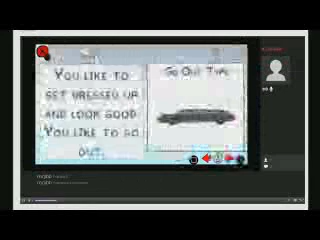 YOU LIKE TO
GET DRESSED UP
AND LOOK GOOD.
YOU LIKE TO GO
OUT.
GO OUT TYPE